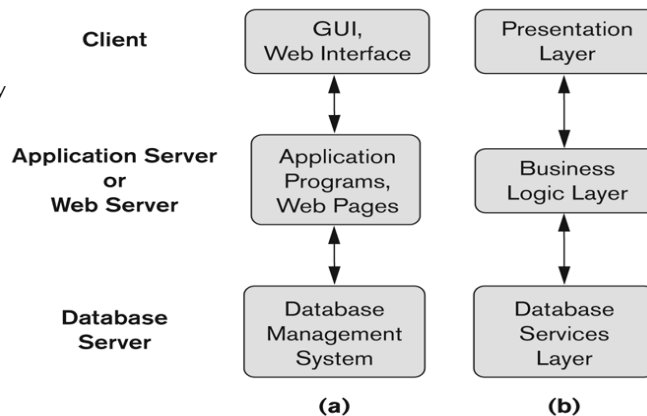 Client
GUI,
Web Interface
Presentation
Layer
y
Application Server
or
Web Server
Application
Programs,
Web Pages
Business
Logic Layer
Database
Server
Database
Management
System
Database
Services
Layer
(a)
(b)